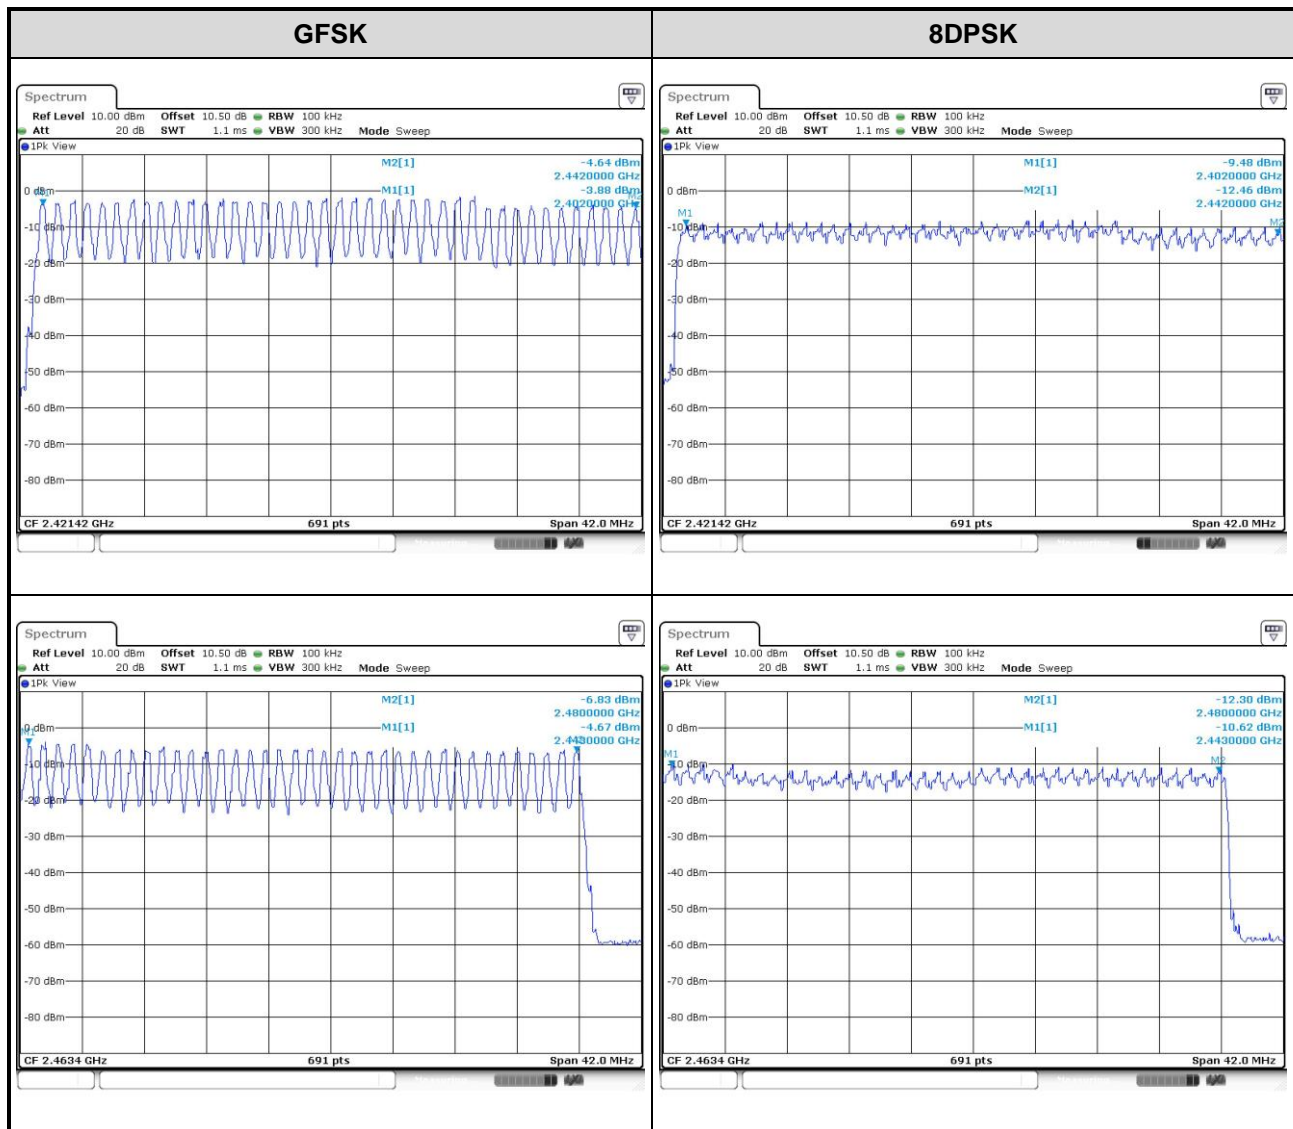 GFSK 8DPSK
Spectrum
Ref Level 10.00 dBm Offset 10.50 dB RBW 100 kHz
Att 20 dB SWT 1.1 ms VBW 300 kHz Mode Sweep
1Pk View
M2[1] -4.64 dBm
2.4420000 GHz
0 dBm M1[1] -3.88 dBm
2.4020000 GHz
-10 dBm
-20 dBm
-30 dBm
-40 dBm
-50 dBm
-60 dBm
-70 dBm
-80 dBm
CF 2.42142 GHz 691 pts Span 42.0 MHz
Spectrum
Ref Level 10.00 dBm Offset 10.50 dB RBW 100 kHz
Att 20 dB SWT 1.1 ms VBW 300 kHz Mode Sweep
1Pk View
M1[1] -9.48 dBm
2.4020000 GHz
0 dBm M2[1] -12.46 dBm
2.4420000 GHz
M1
M2
-10 dBm
-20 dBm
-30 dBm
-40 dBm
-50 dBm
-60 dBm
-70 dBm
-80 dBm
CF 2.42142 GHz 691 pts Span 42.0 MHz
Spectrum
Ref Level 10.00 dBm Offset 10.50 dB RBW 100 kHz
Att 20 dB SWT 1.1 ms VBW 300 kHz Mode Sweep
1Pk View
M2[1] -6.83 dBm
2.4800000 GHz
0 dBm M1[1] -4.67 dBm
M1 2.4430000 GHz
-10 dBm
-20 dBm
-30 dBm
-40 dBm
-50 dBm
-60 dBm
-70 dBm
-80 dBm
CF 2.4634 GHz 691 pts Span 42.0 MHz
Spectrum
Ref Level 10.00 dBm Offset 10.50 dB RBW 100 kHz
Att 20 dB SWT 1.1 ms VBW 300 kHz Mode Sweep
1Pk View
M2[1] -12.30 dBm
2.4800000 GHz
0 dBm M1[1] -10.62 dBm
2.4430000 GHz
M1
M2
-10 dBm
-20 dBm
-30 dBm
-40 dBm
-50 dBm
-60 dBm
-70 dBm
-80 dBm
CF 2.4634 GHz 691 pts Span 42.0 MHz